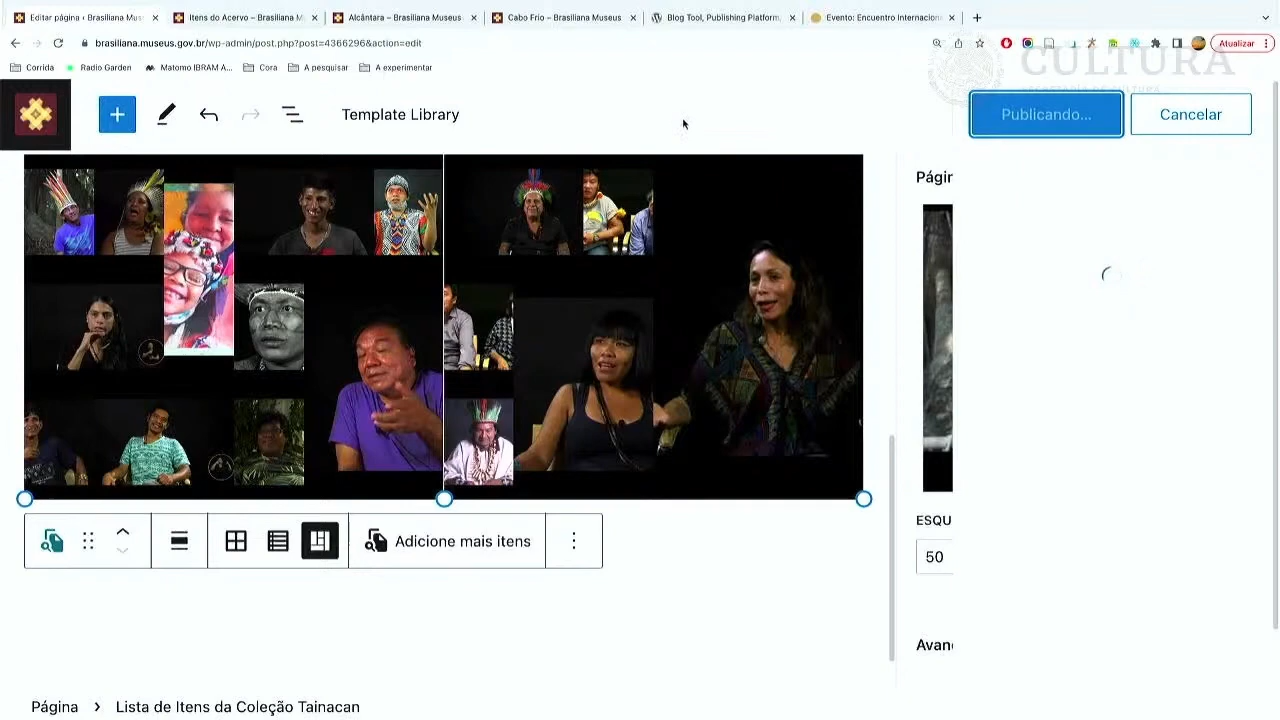 Editar página ‹ Brasiliana Mus
Itens do Acervo – Brasiliana M
Alcântara – Brasiliana Museus
Cabo Frio – Brasiliana Museus
Blog Tool, Publishing Platform,
Evento: Encuentro Internacion
brasiliana.museus.gov.br/wp-admin/post.php?post=4366296&action=edit
Atualizar
Corrida
Radio Garden
Matomo IBRAM A...
Cora
A pesquisar
A experimentar
CULTURA
SECRETARÍA DE CULTURA
Template Library
Publicando...
Cancelar
Págin
ESQU
50
Adicione mais itens
Avan
Página > Lista de Itens da Coleção Tainacan